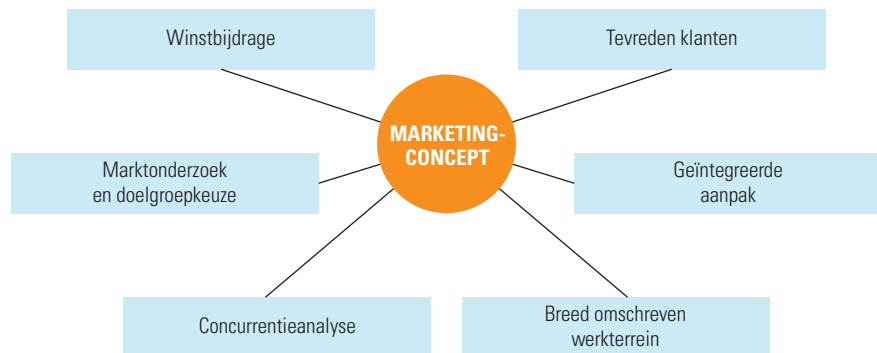 Winstbijdrage
Tevreden klanten
MARKETING-
CONCEPT
Marktonderzoek
en doelgroepkeuze
Geïntegreerde
aanpak
Concurrentieanalyse
Breed omschreven
werkterrein